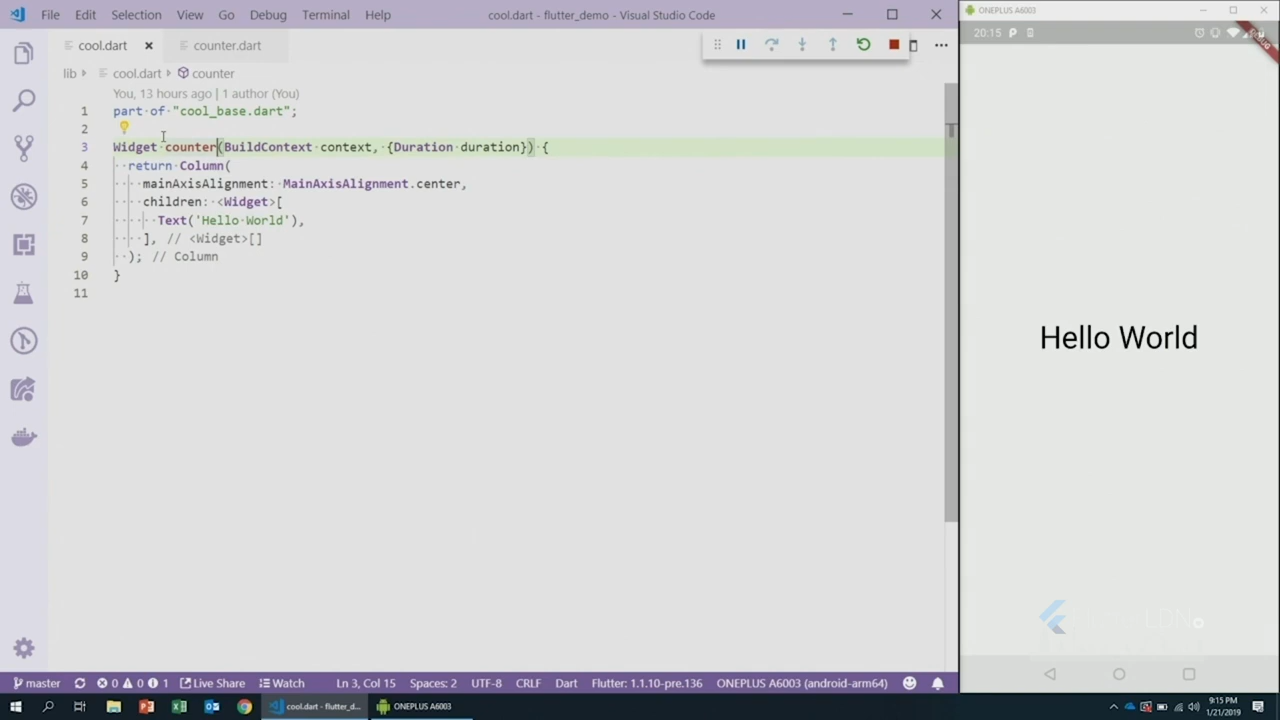 File Edit Selection View Go Debug Terminal Help
cool.dart - flutter_demo - Visual Studio Code
ONEPLUS A6003
cool.dart
counter.dart
20:15
lib
cool.dart
counter
You, 13 hours ago | 1 author (You)
1 part of "cool_base.dart";
2
3 Widget counter(BuildContext context, {Duration duration}) {
4 return Column(
5 mainAxisAlignment: MainAxisAlignment.center,
6 children: <Widget>[
7 Text('Hello World'),
8 ], // <Widget>[]
9 ); // Column
10 }
11
Hello World
LDN
master 0 0 1 Live Share Watch Ln 3, Col 15 Spaces: 2 UTF-8 CRLF Dart Flutter: 1.1.10-pre.136 ONEPLUS A6003 (android-arm64)
cool.dart - flutter_d...
ONEPLUS A6003
9:15 PM
1/21/2019